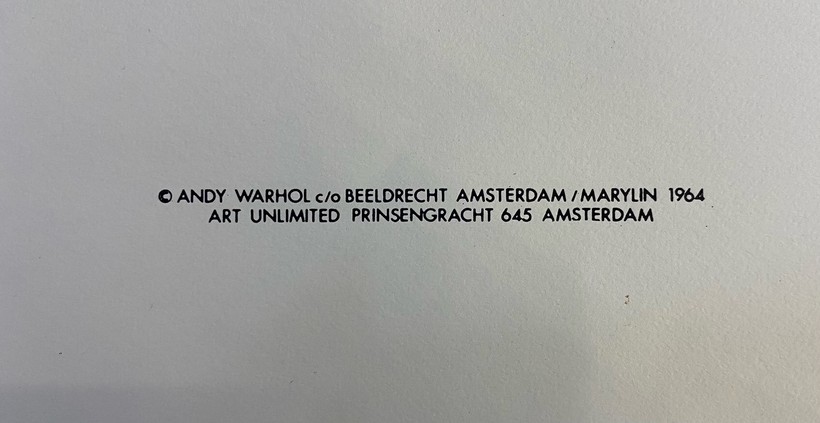 © ANDY WARHOL c/o BEELDRECHT AMSTERDAM / MARYLIN 1964
ART UNLIMITED PRINSENGRACHT 645 AMSTERDAM